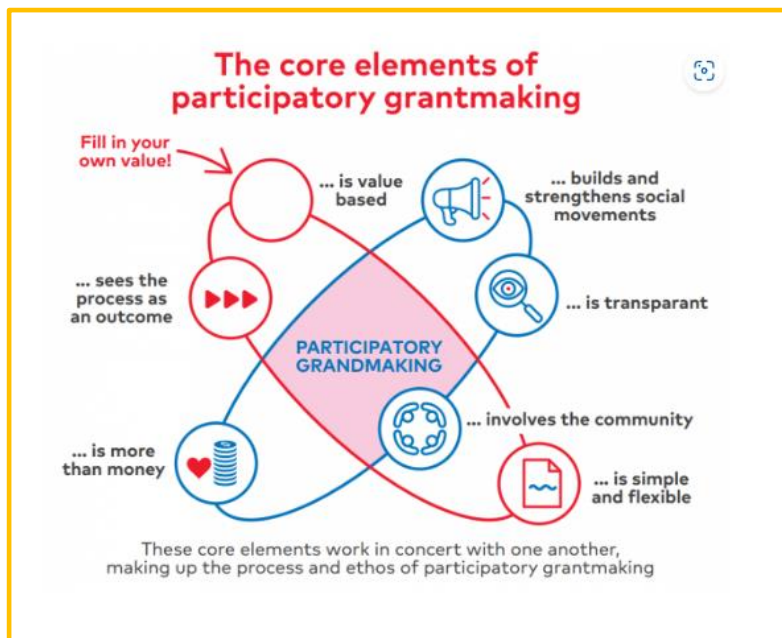 The core elements of
participatory grantmaking
Fill in your
own value!
... is value
based
... builds and
strengthens social
movements
... sees the
process as
an outcome
... is transparant
PARTICIPATORY
GRANDMAKING
... involves the community
... is more
than money
... is simple
and flexible
These core elements work in concert with one another,
making up the process and ethos of participatory grantmaking